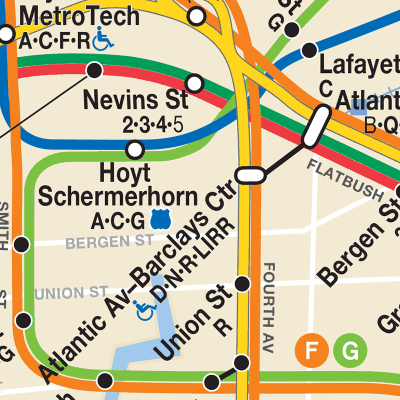 MetroTech
A•C•F•R
St
G
Lafayet
C
Nevins St
2•3•4•5
Atlant
B•Q•
Hoyt
Schermerhorn
A•C•G
FLATBUSH
SMITH
ST
BERGEN ST
UNION ST
Atlantic Av–Barclays Ctr
D•N•R•LIRR
Bergen St
2
Union St
R
FOURTH AV
Gr
G
F G
h